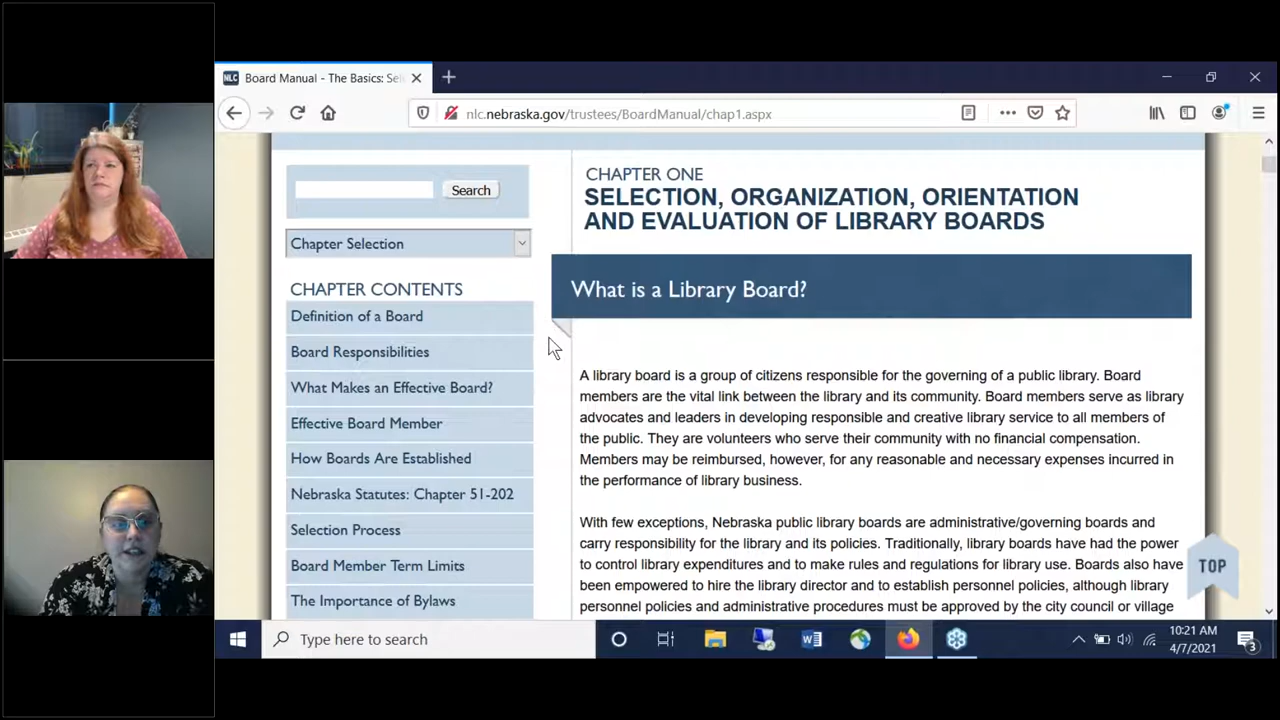 NLC Board Manual - The Basics: Sel
nlc.nebraska.gov/trustees/BoardManual/chap1.aspx
Search
Chapter Selection
CHAPTER CONTENTS
Definition of a Board
Board Responsibilities
What Makes an Effective Board?
Effective Board Member
How Boards Are Established
Nebraska Statutes: Chapter 51-202
Selection Process
Board Member Term Limits
The Importance of Bylaws
CHAPTER ONE
SELECTION, ORGANIZATION, ORIENTATION
AND EVALUATION OF LIBRARY BOARDS
What is a Library Board?
A library board is a group of citizens responsible for the governing of a public library. Board
members are the vital link between the library and its community. Board members serve as library
advocates and leaders in developing responsible and creative library service to all members of
the public. They are volunteers who serve their community with no financial compensation.
Members may be reimbursed, however, for any reasonable and necessary expenses incurred in
the performance of library business.
With few exceptions, Nebraska public library boards are administrative/governing boards and
carry responsibility for the library and its policies. Traditionally, library boards have had the power
to control library expenditures and to make rules and regulations for library use. Boards also have
been empowered to hire the library director and to establish personnel policies, although library
personnel policies and administrative procedures must be approved by the city council or village
TOP
Type here to search
10:21 AM
4/7/2021
3